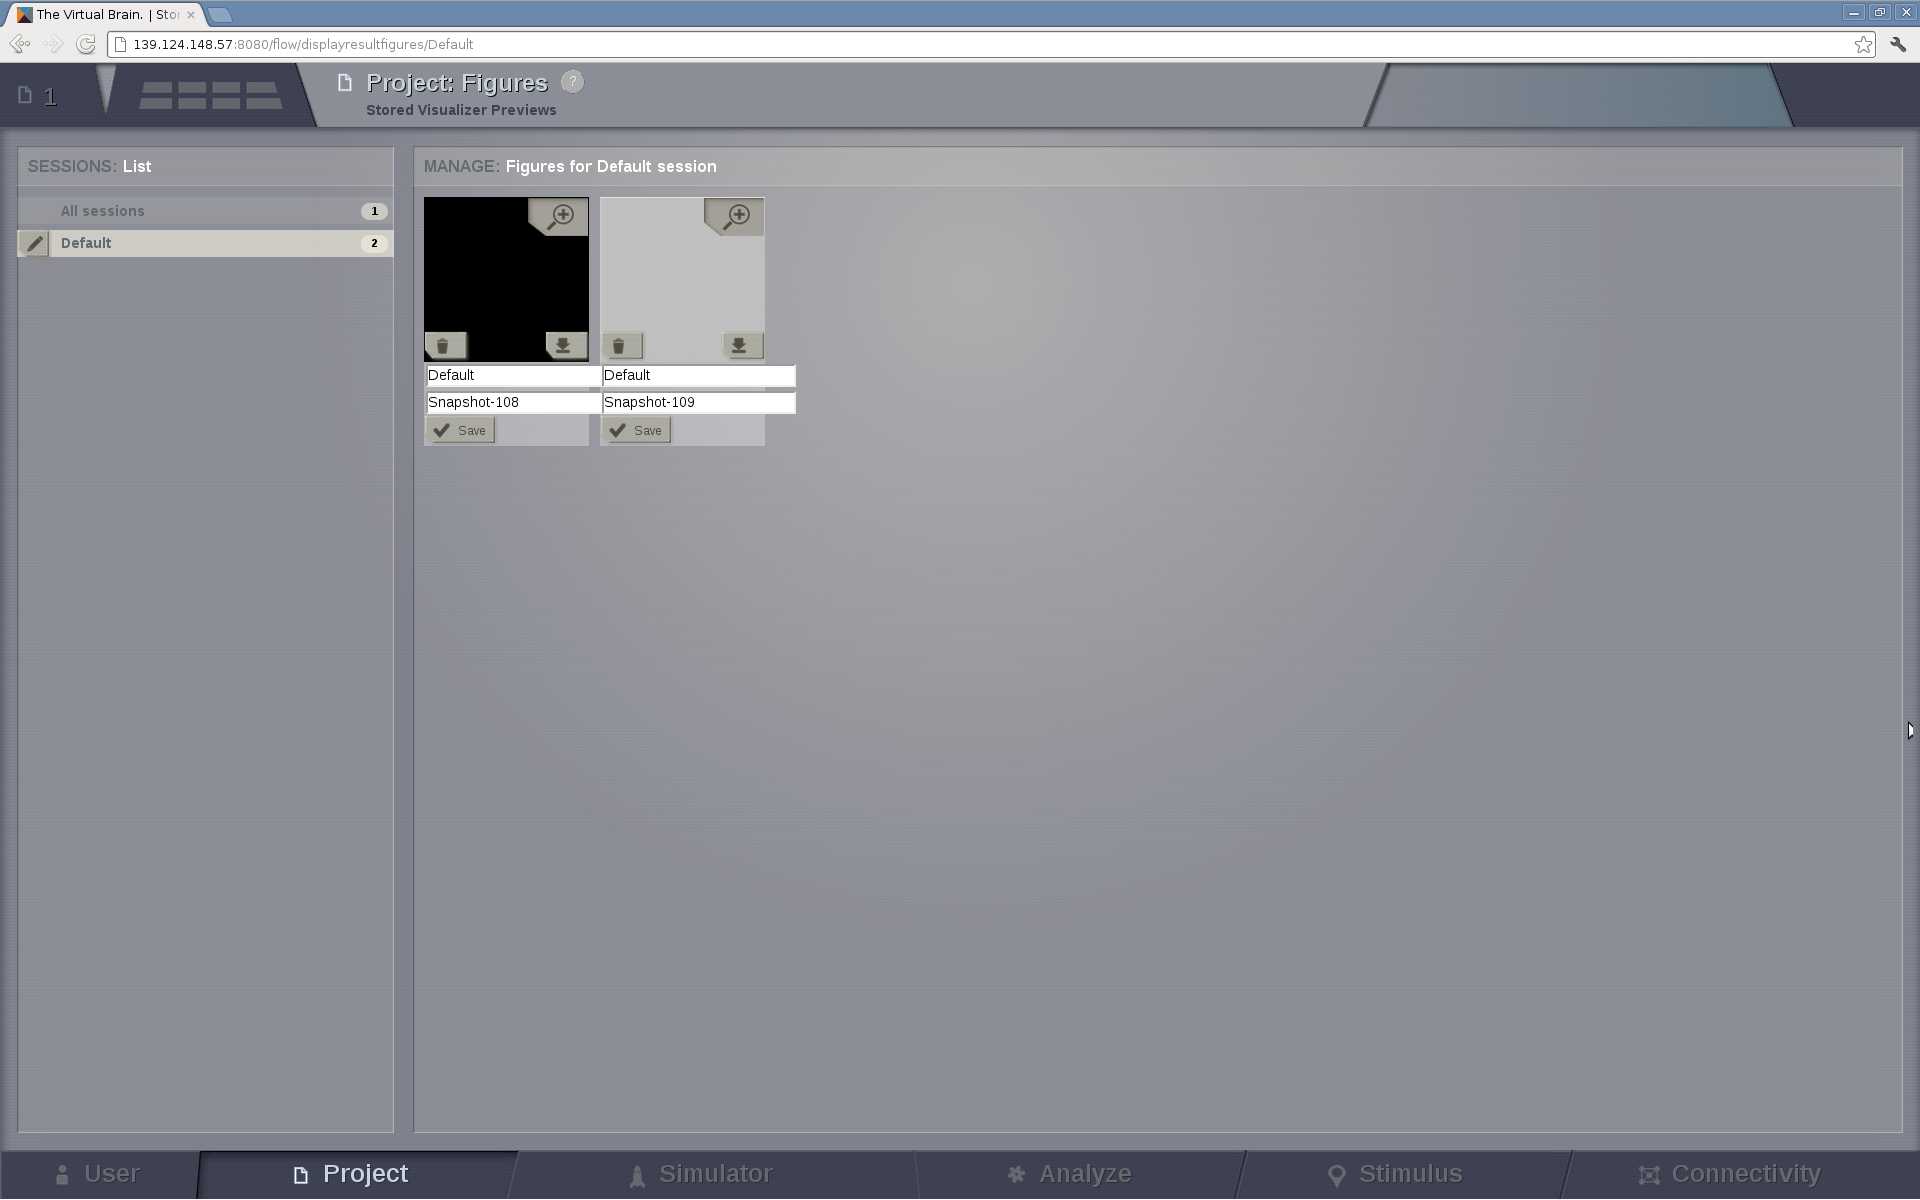 The Virtual Brain. | Sto
139.124.148.57:8080/flow/displayresultfigures/Default
1
Project: Figures ?
Stored Visualizer Previews
SESSIONS: List
All sessions 1
Default 2
MANAGE: Figures for Default session
Default Default
Snapshot-108 Snapshot-109
Save Save
User Project Simulator Analyze Stimulus Connectivity